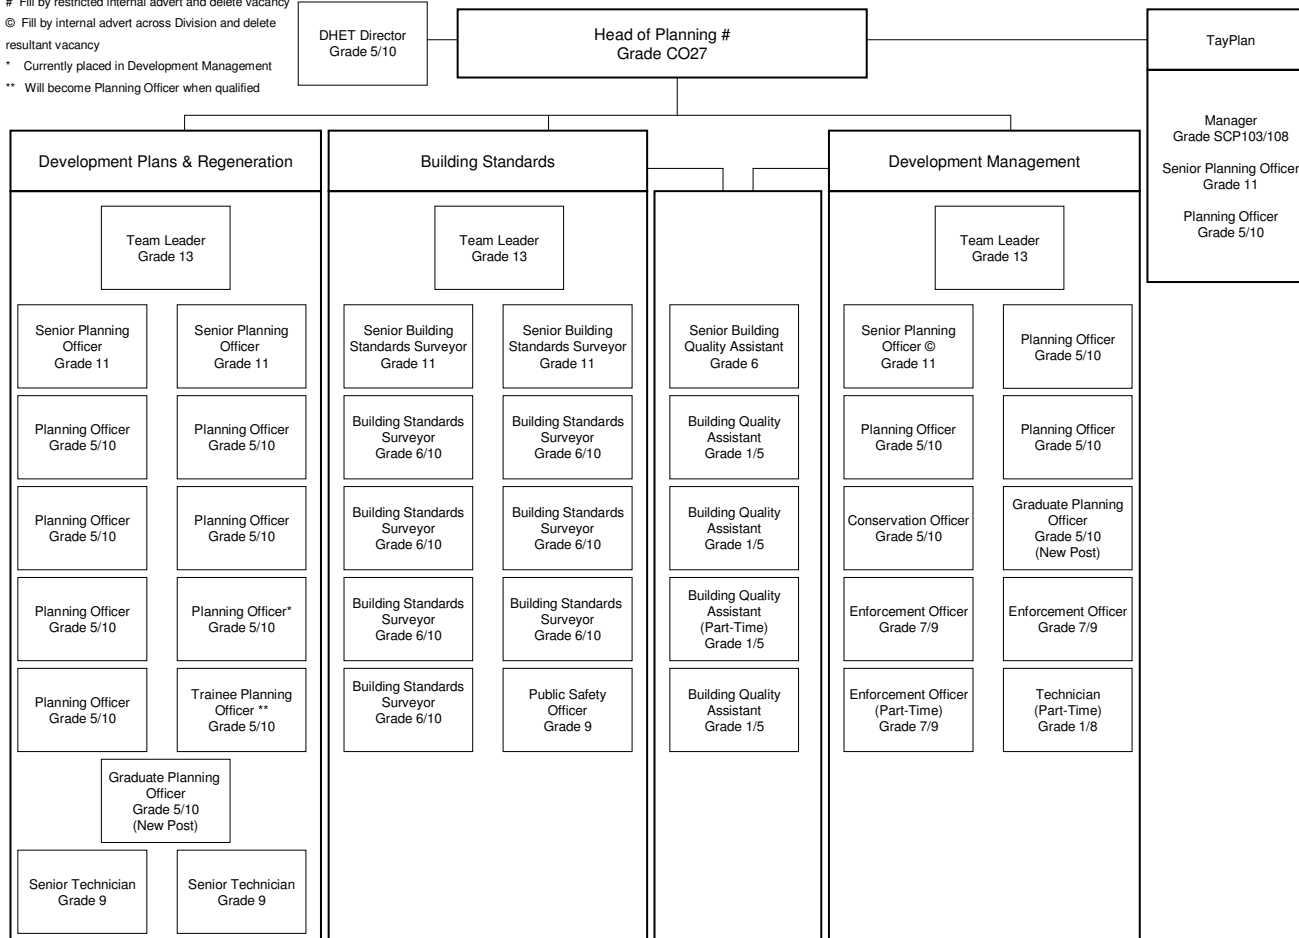 # Fill by restricted internal advert and delete vacancy
© Fill by internal advert across Division and delete
resultant vacancy
* Currently placed in Development Management
** Will become Planning Officer when qualified
DHET Director
Grade 5/10
Head of Planning #
Grade CO27
TayPlan
Manager
Grade SCP103/108
Senior Planning Officer
Grade 11
Planning Officer
Grade 5/10
Development Plans & Regeneration
Team Leader
Grade 13
Senior Planning
Officer
Grade 11
Senior Planning
Officer
Grade 11
Planning Officer
Grade 5/10
Planning Officer
Grade 5/10
Planning Officer
Grade 5/10
Planning Officer
Grade 5/10
Planning Officer
Grade 5/10
Planning Officer*
Grade 5/10
Planning Officer
Grade 5/10
Trainee Planning
Officer **
Grade 5/10
Graduate Planning
Officer
Grade 5/10
(New Post)
Senior Technician
Grade 9
Senior Technician
Grade 9
Building Standards
Team Leader
Grade 13
Senior Building
Standards Surveyor
Grade 11
Senior Building
Standards Surveyor
Grade 11
Building Standards
Surveyor
Grade 6/10
Building Standards
Surveyor
Grade 6/10
Building Standards
Surveyor
Grade 6/10
Building Standards
Surveyor
Grade 6/10
Building Standards
Surveyor
Grade 6/10
Building Standards
Surveyor
Grade 6/10
Building Standards
Surveyor
Grade 6/10
Public Safety
Officer
Grade 9
Senior Building
Quality Assistant
Grade 6
Building Quality
Assistant
Grade 1/5
Building Quality
Assistant
Grade 1/5
Building Quality
Assistant
(Part-Time)
Grade 1/5
Building Quality
Assistant
Grade 1/5
Development Management
Team Leader
Grade 13
Senior Planning
Officer ©
Grade 11
Planning Officer
Grade 5/10
Planning Officer
Grade 5/10
Planning Officer
Grade 5/10
Conservation Officer
Grade 5/10
Graduate Planning
Officer
Grade 5/10
(New Post)
Enforcement Officer
Grade 7/9
Enforcement Officer
Grade 7/9
Enforcement Officer
(Part-Time)
Grade 7/9
Technician
(Part-Time)
Grade 1/8